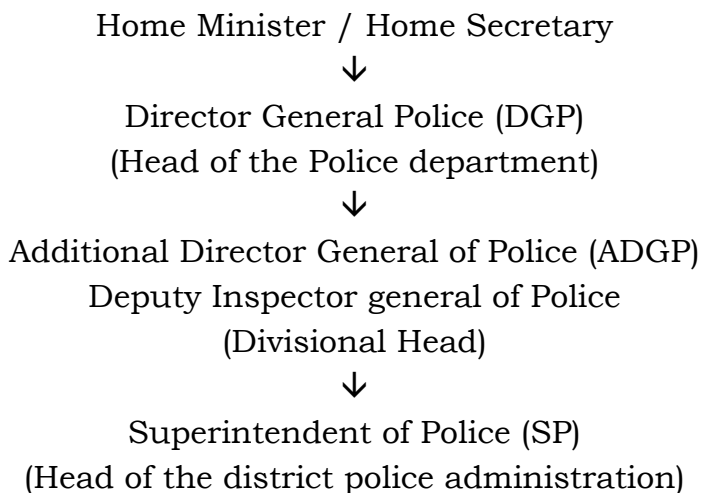 Home Minister / Home Secretary
↓
Director General Police (DGP)
(Head of the Police department)
↓
Additional Director General of Police (ADGP)
Deputy Inspector general of Police
(Divisional Head)
↓
Superintendent of Police (SP)
(Head of the district police administration)